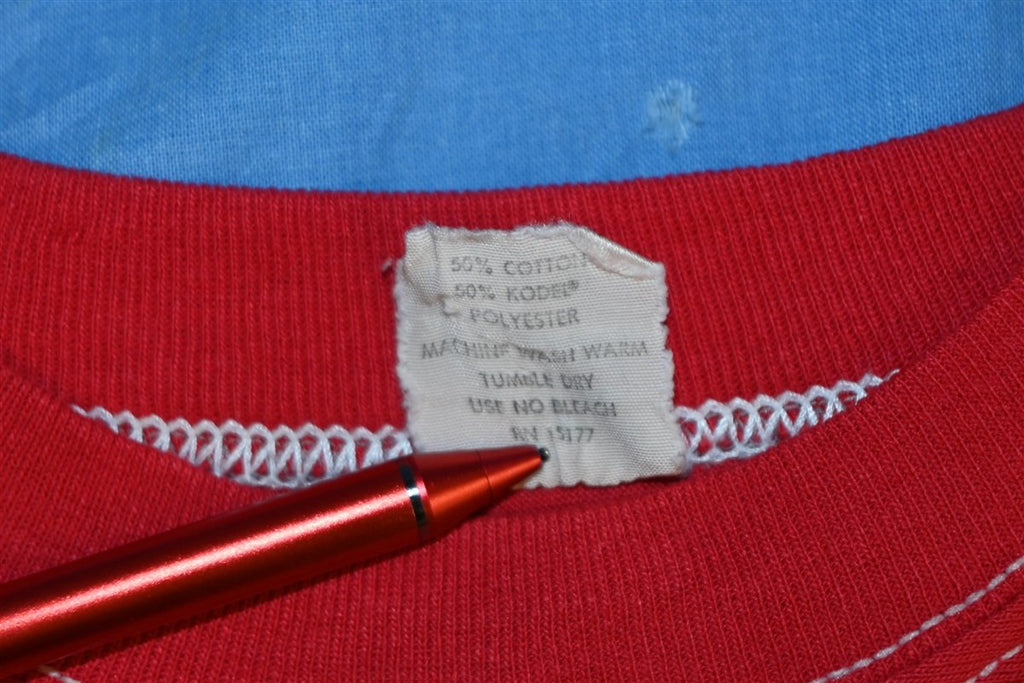 50% COTTON
50% KODEL®
POLYESTER
MACHINE WASH WARM
TUMBLE DRY
USE NO BLEACH
RN 15177